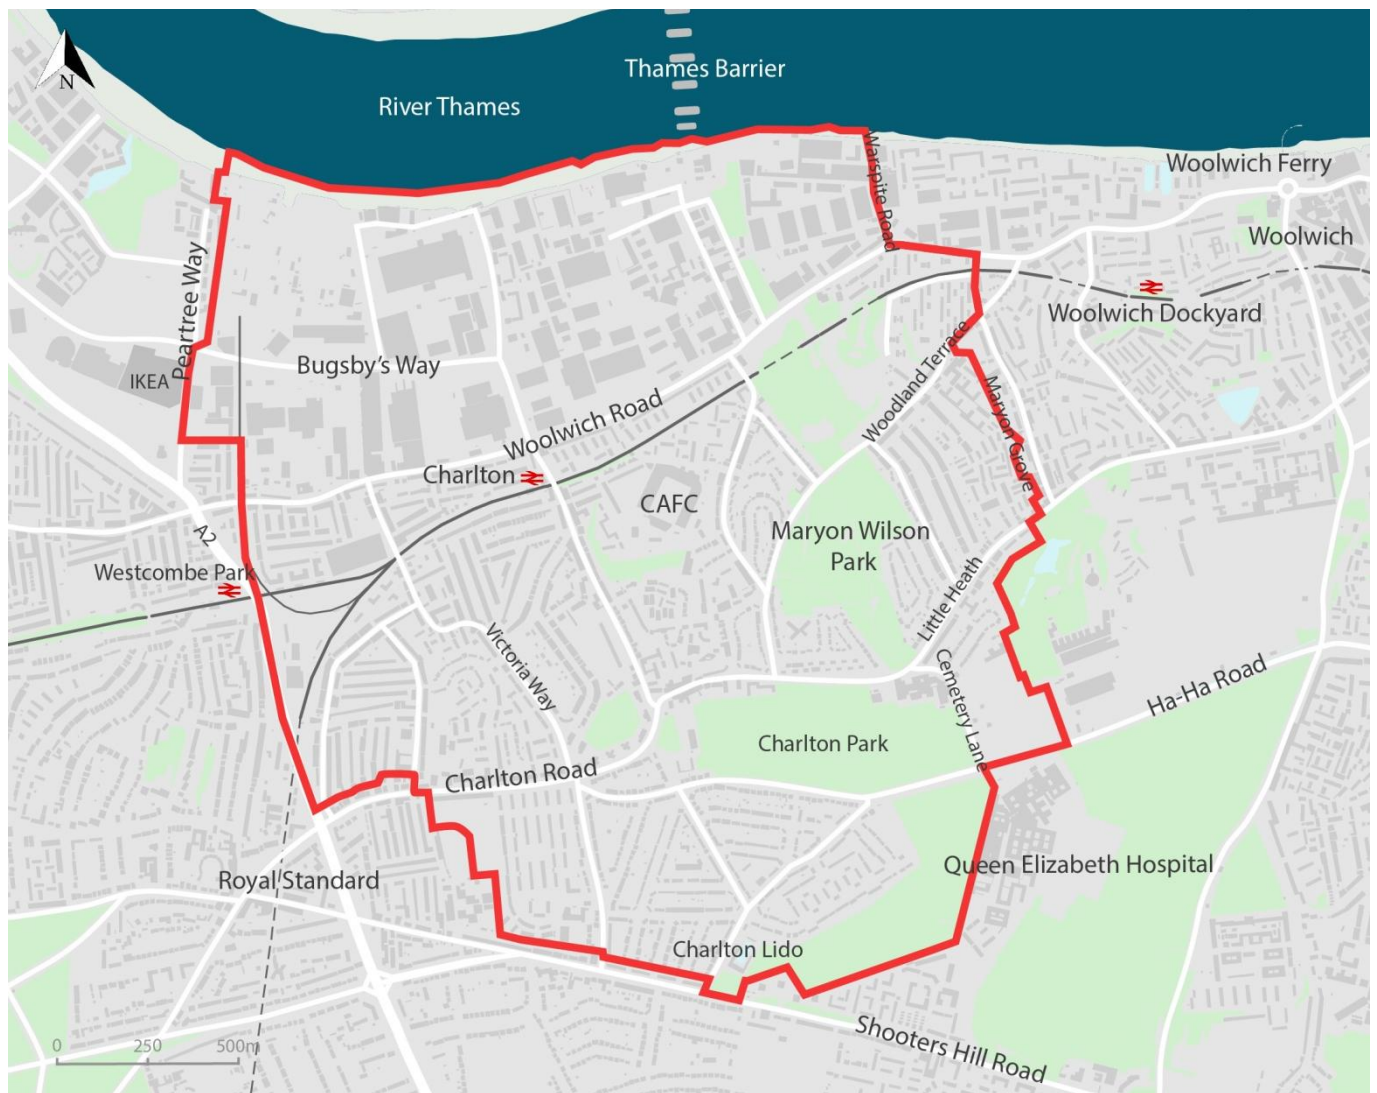 Thames Barrier
River Thames
N
Warspite Road
Woolwich Ferry
Woolwich
Peartree Way
Woolwich Dockyard
Bugsby's Way
IKEA
Woodland Terrace
Maryon Grove
Woolwich Road
Charlton
CAFC
A2
Maryon Wilson
Park
Westcombe Park
Little Heath
Victoria Way
Cemetery Lane
Ha-Ha Road
Charlton Park
Charlton Road
Queen Elizabeth Hospital
Royal Standard
Charlton Lido
Shooters Hill Road
0 250 500m